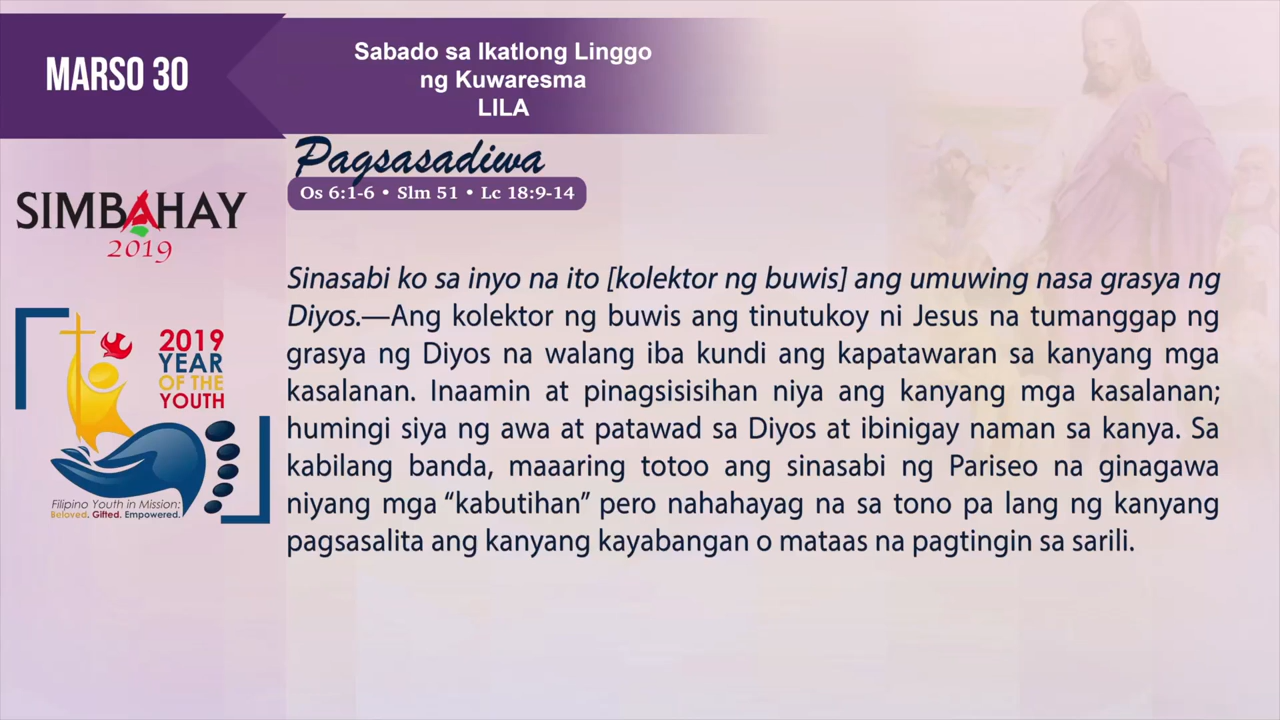 MARSO 30
Sabado sa Ikatlong Linggo
ng Kuwaresma
LILA
Pagsasadiwa
Os 6:1-6 • Slm 51 • Lc 18:9-14
SIMBAHAY
2019
2019
YEAR
OF THE
YOUTH
Filipino Youth in Mission:
Beloved. Gifted. Empowered.
Sinasabi ko sa inyo na ito [kolektor ng buwis] ang umuwing nasa grasya ng
Diyos.—Ang kolektor ng buwis ang tinutukoy ni Jesus na tumanggap ng
grasya ng Diyos na walang iba kundi ang kapatawaran sa kanyang mga
kasalanan. Inaamin at pinagsisisihan niya ang kanyang mga kasalanan;
humingi siya ng awa at patawad sa Diyos at ibinigay naman sa kanya. Sa
kabilang banda, maaaring totoo ang sinasabi ng Pariseo na ginagawa
niyang mga “kabutihan” pero nahahayag na sa tono pa lang ng kanyang
pagsasalita ang kanyang kayabangan o mataas na pagtingin sa sarili.